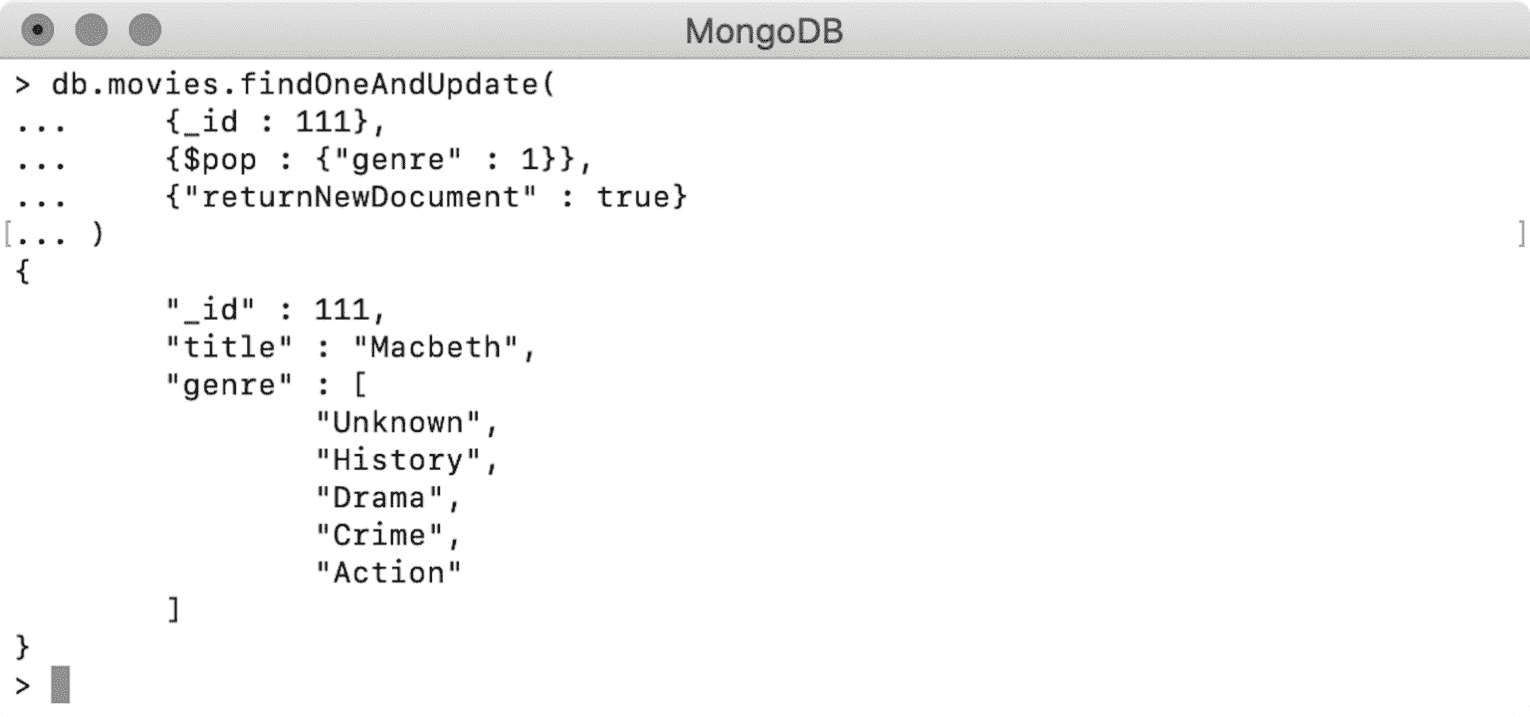 MongoDB
> db.movies.findOneAndUpdate(
...     {_id : 111},
...     {$pop : {"genre" : 1}},
...     {"returnNewDocument" : true}
[... )                                                                           ]
{
        "_id" : 111,
        "title" : "Macbeth",
        "genre" : [
                "Unknown",
                "History",
                "Drama",
                "Crime",
                "Action"
        ]
}
>